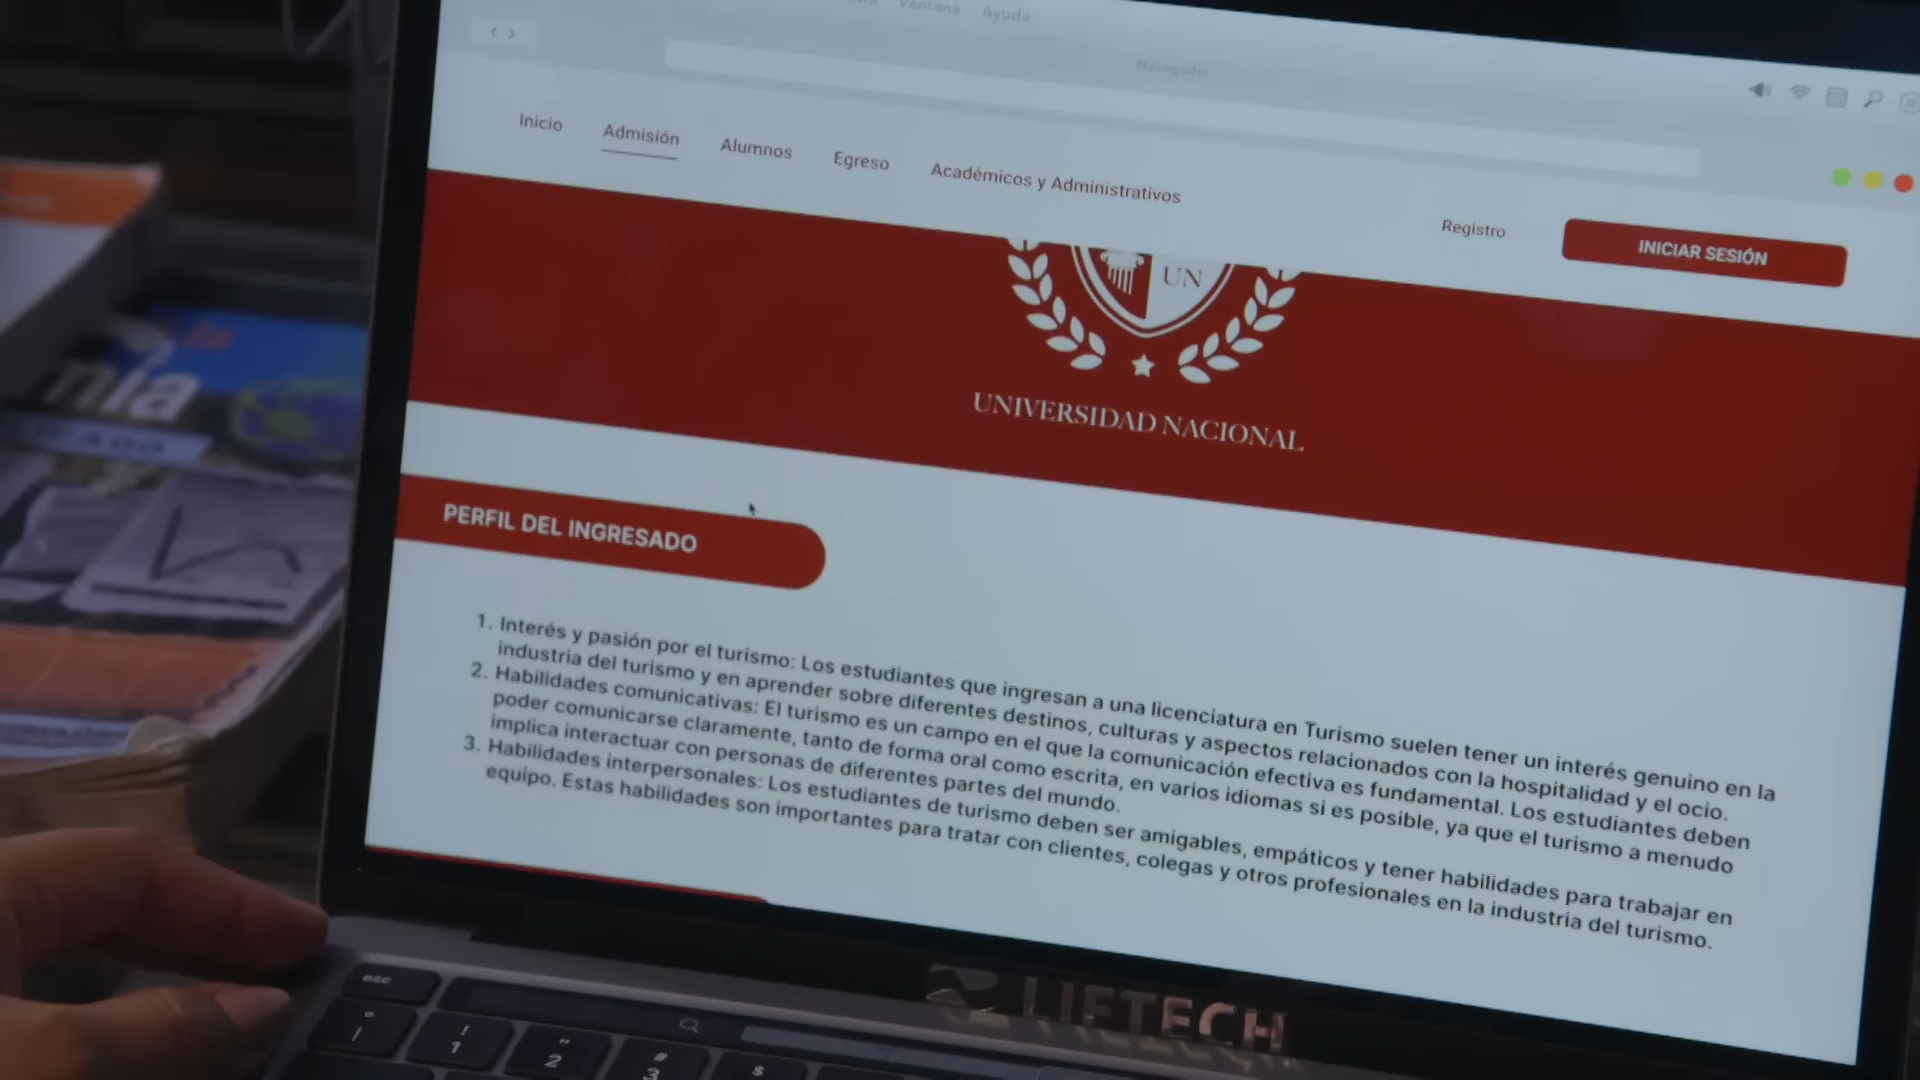 Ventana Ayuda
Navegador
Inicio Admisión Alumnos Egreso Académicos y Administrativos
Registro INICIAR SESIÓN
UN
UNIVERSIDAD NACIONAL
PERFIL DEL INGRESADO
1. Interés y pasión por el turismo: Los estudiantes que ingresan a una licenciatura en Turismo suelen tener un interés genuino en la
industria del turismo y en aprender sobre diferentes destinos, culturas y aspectos relacionados con la hospitalidad y el ocio.
2. Habilidades comunicativas: El turismo es un campo en el que la comunicación efectiva es fundamental. Los estudiantes deben
poder comunicarse claramente, tanto de forma oral como escrita, en varios idiomas si es posible, ya que el turismo a menudo
implica interactuar con personas de diferentes partes del mundo.
3. Habilidades interpersonales: Los estudiantes de turismo deben ser amigables, empáticos y tener habilidades para trabajar en
equipo. Estas habilidades son importantes para tratar con clientes, colegas y otros profesionales en la industria del turismo.
LIFTECH
esc
! " # $
1 2 3